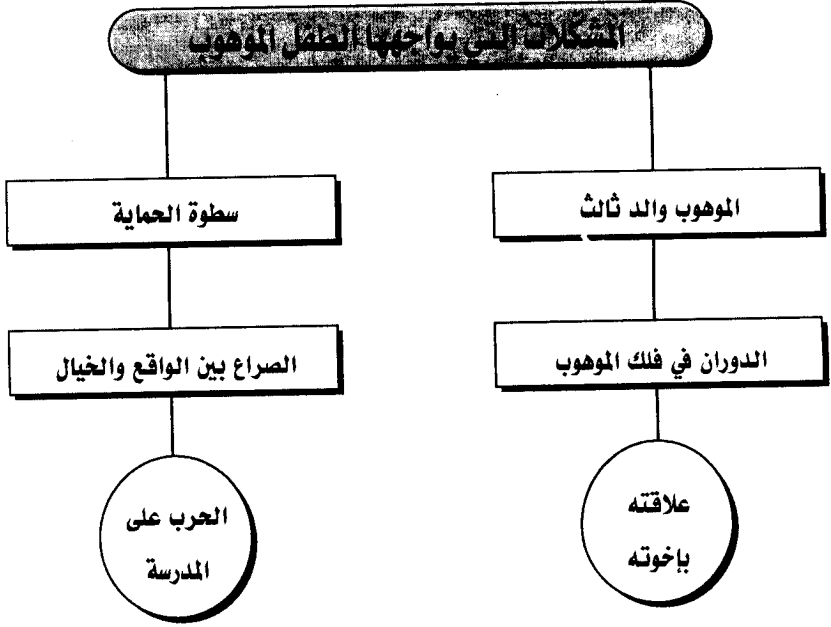 المشكلات التي يواجهها الطفل الموهوب
الموهوب والد ثالث
سطوة الحماية
الدوران في فلك الموهوب
الصراع بين الواقع والخيال
علاقته
بإخوته
الحرب على
المدرسة